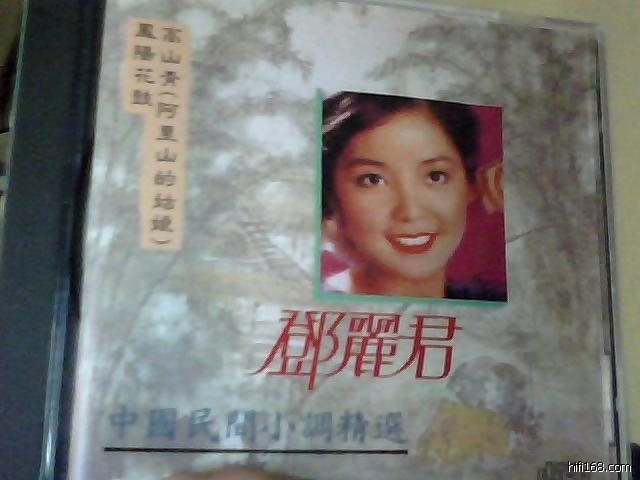 高山青(阿里山的姑娘)
鳳陽花鼓
鄧麗君
中國民間小調精選
hifi168.com